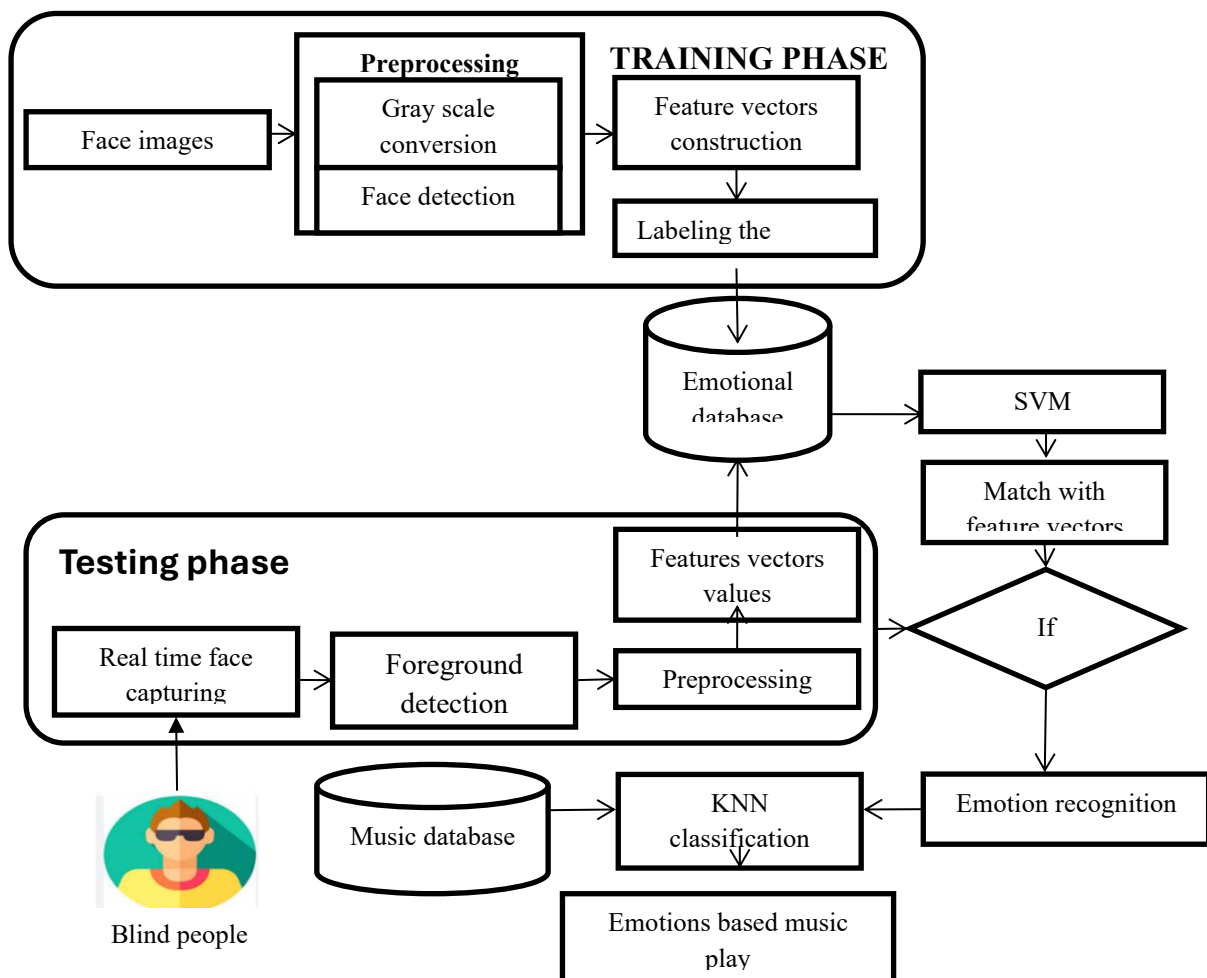 Preprocessing
TRAINING PHASE
Face images
Gray scale
conversion
Face detection
Feature vectors
construction
Labeling the
Emotional
database
SVM
Match with
feature vectors
If
Testing phase
Features vectors
values
Real time face
capturing
Foreground
detection
Preprocessing
Emotion recognition
KNN
classification
Music database
Blind people
Emotions based music
play